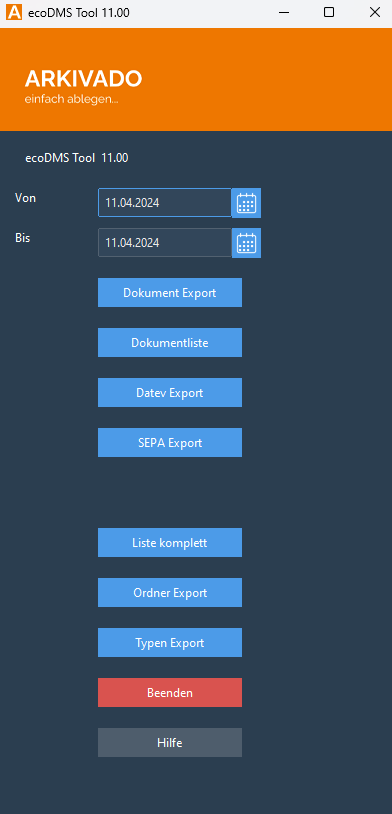 ecoDMS Tool 11.00
ARKIVADO
einfach ablegen...
ecoDMS Tool 11.00
Von 11.04.2024
Bis 11.04.2024
Dokument Export
Dokumentliste
Datev Export
SEPA Export
Liste komplett
Ordner Export
Typen Export
Beenden
Hilfe